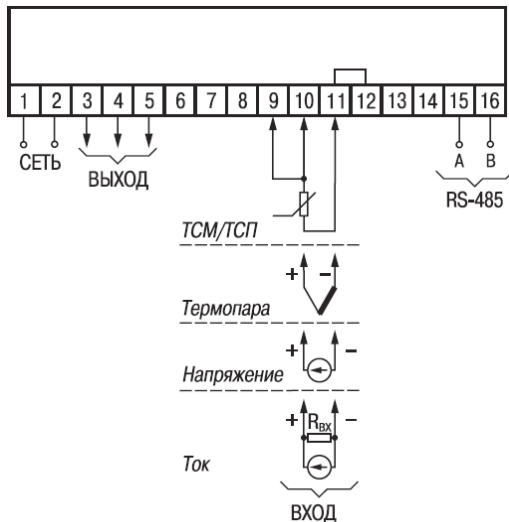 1 2 3 4 5 6 7 8 9 10 11 12 13 14 15 16
СЕТЬ
ВЫХОД
A B
RS-485
ТСМ/ТСП
+ −
Термопара
+ −
Напряжение
+ Rвх −
Ток
ВХОД